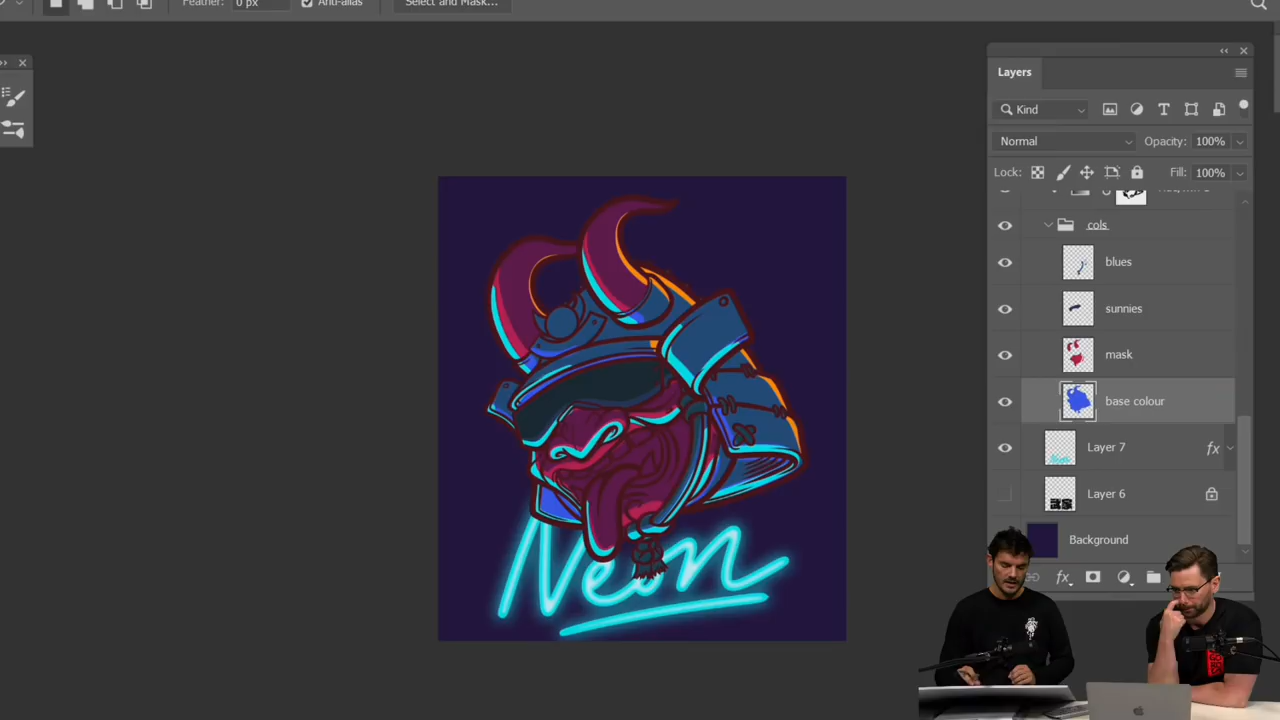 Feather: 0 px Anti-alias Select and Mask...
Layers
Kind
Normal Opacity: 100%
Lock: Fill: 100%
cols
blues
sunnies
mask
base colour
Layer 7 fx
Layer 6
Background
fx
Neon